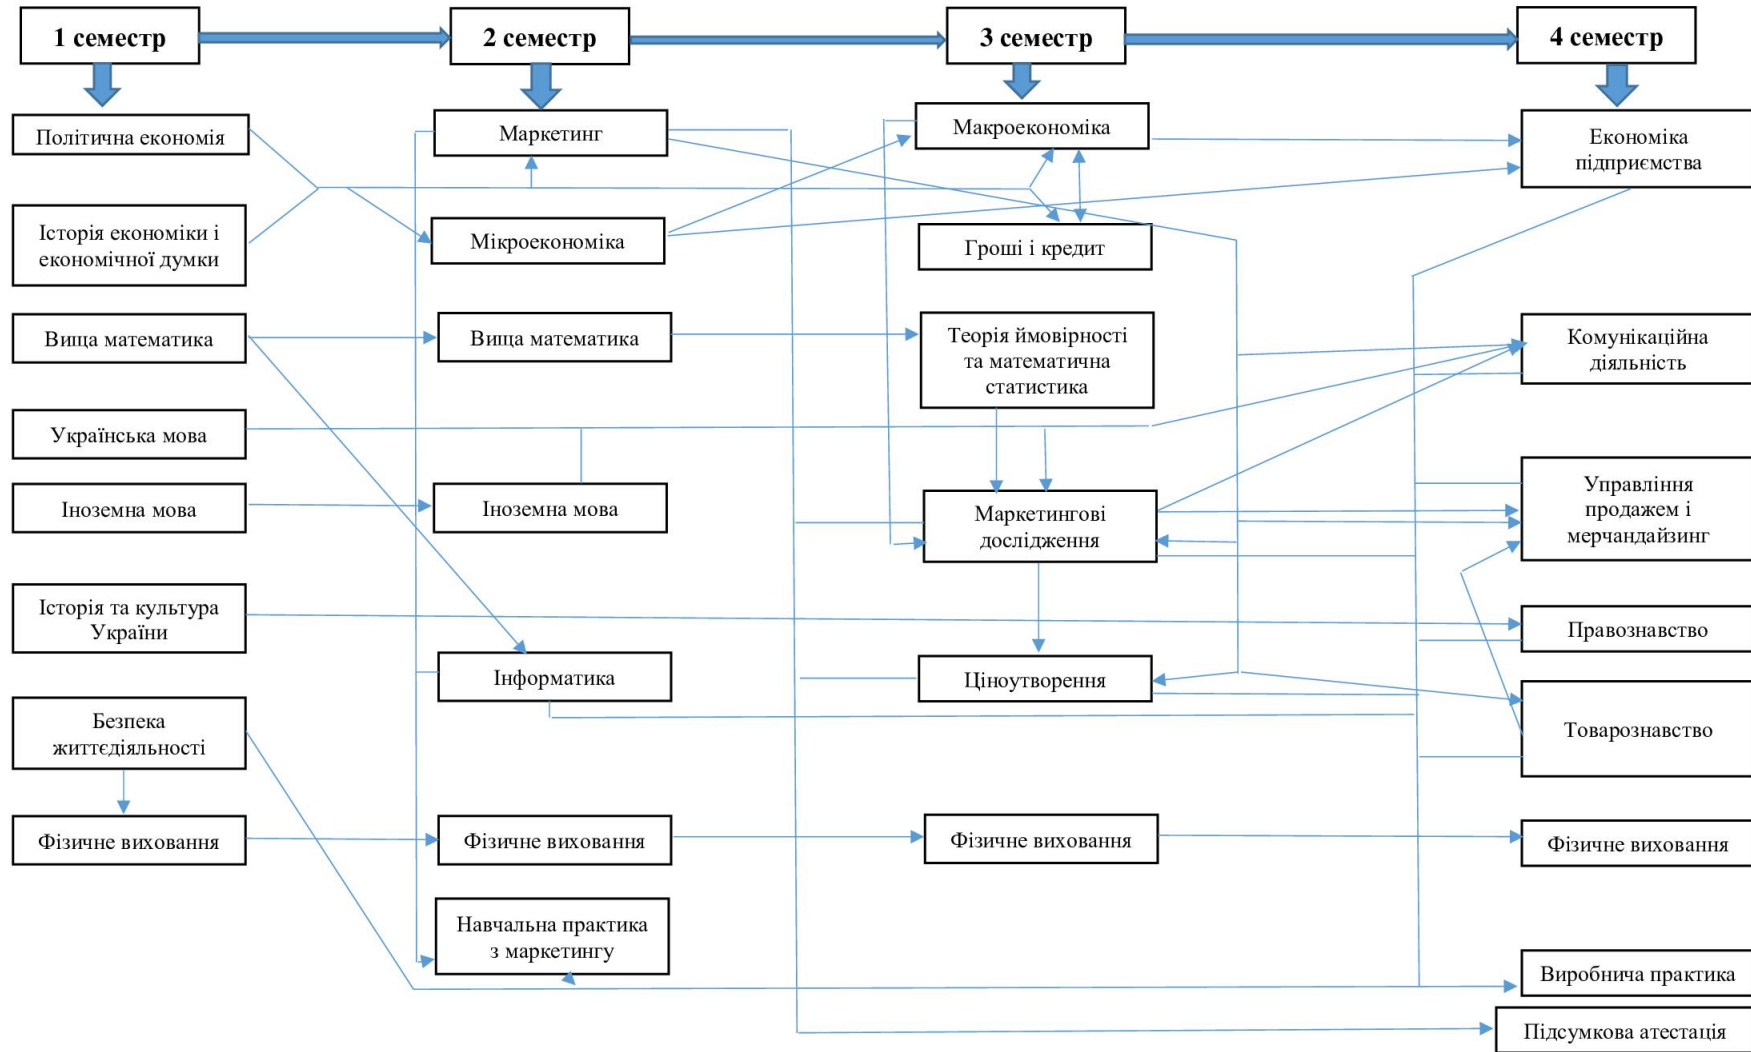 1 семестр
2 семестр
3 семестр
4 семестр
Політична економія
Історія економіки і
економічної думки
Вища математика
Українська мова
Іноземна мова
Історія та культура
України
Безпека
життєдіяльності
Фізичне виховання
Маркетинг
Мікроекономіка
Вища математика
Іноземна мова
Інформатика
Фізичне виховання
Навчальна практика
з маркетингу
Макроекономіка
Гроші і кредит
Теорія ймовірності
та математична
статистика
Маркетингові
дослідження
Ціноутворення
Фізичне виховання
Економіка
підприємства
Комунікаційна
діяльність
Управління
продажем і
мерчандайзинг
Правознавство
Товарознавство
Фізичне виховання
Виробнича практика
Підсумкова атестація